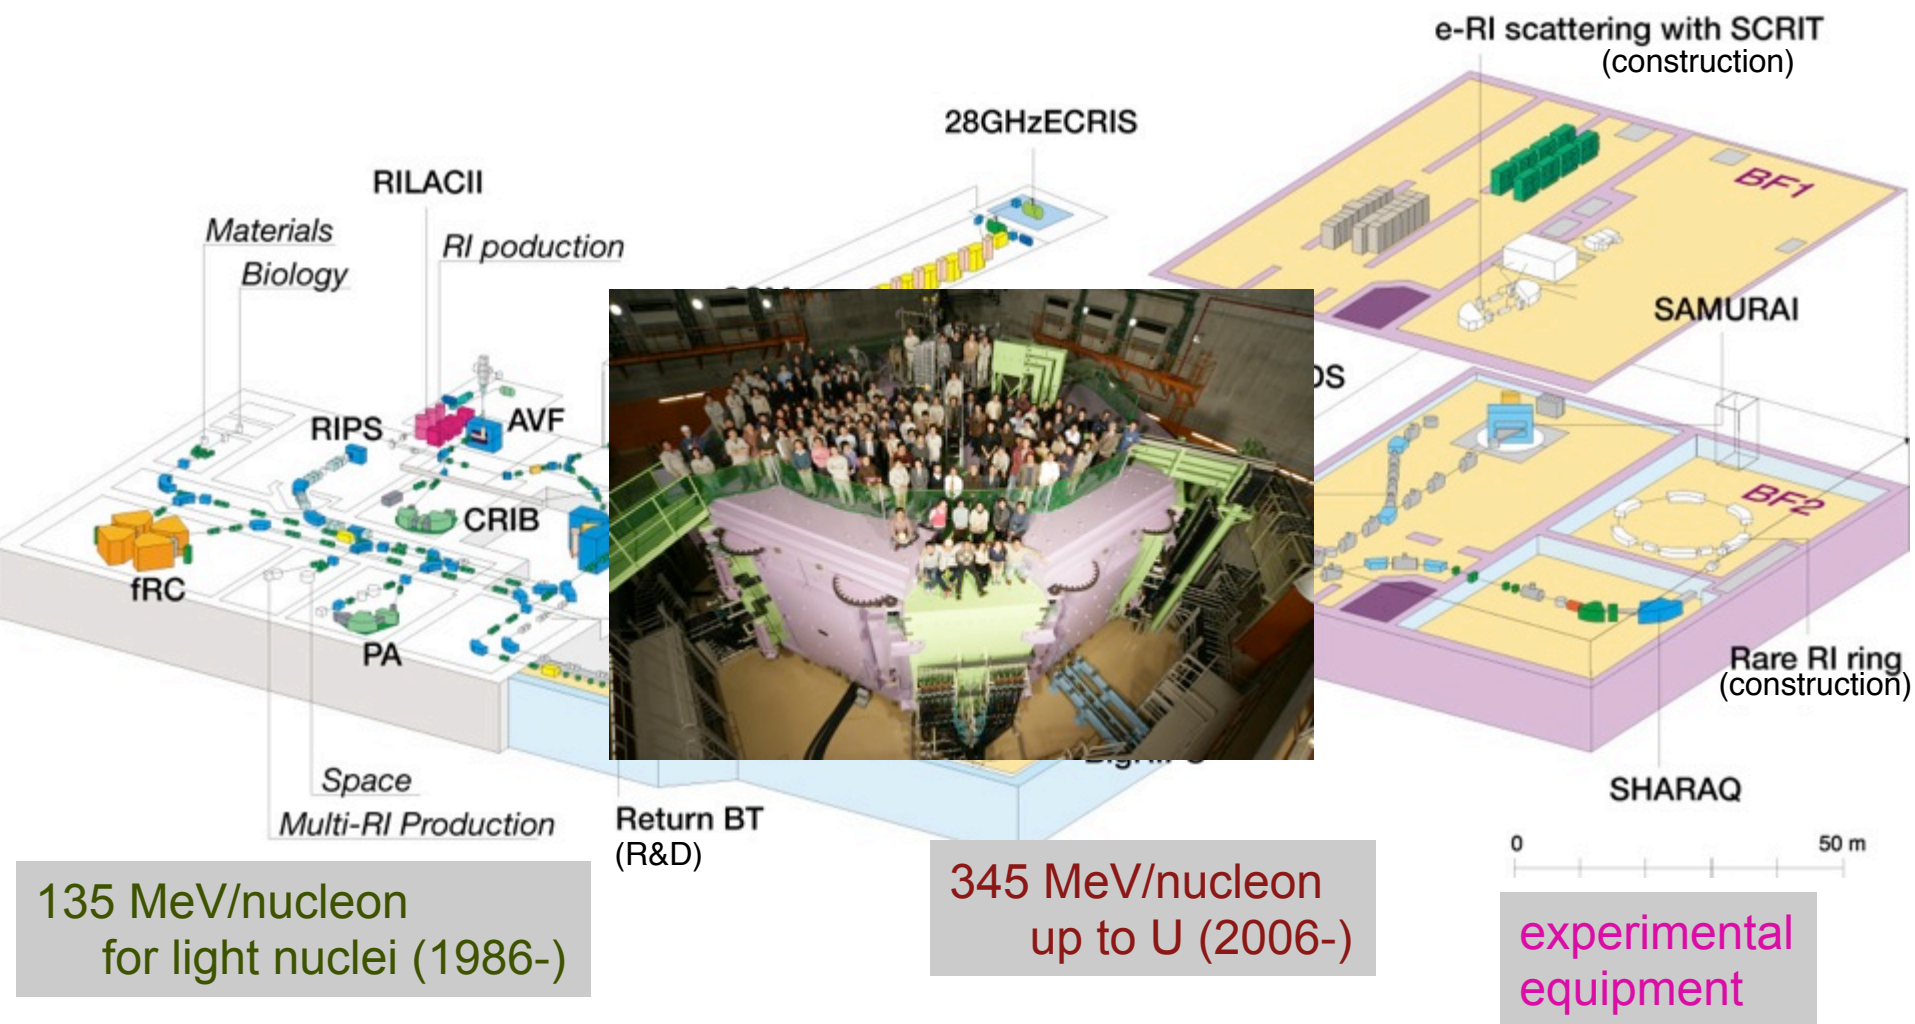 e-RI scattering with SCRIT
(construction)
28GHzECRIS
RILACII
Materials
RI poduction
Biology
BF1
SAMURAI
RIPS
AVF
CRIB
BF2
fRC
PA
Rare RI ring
(construction)
Space
SHARAQ
Multi-RI Production
Return BT
(R&D)
0
50 m
135 MeV/nucleon
for light nuclei (1986-)
345 MeV/nucleon
up to U (2006-)
experimental
equipment